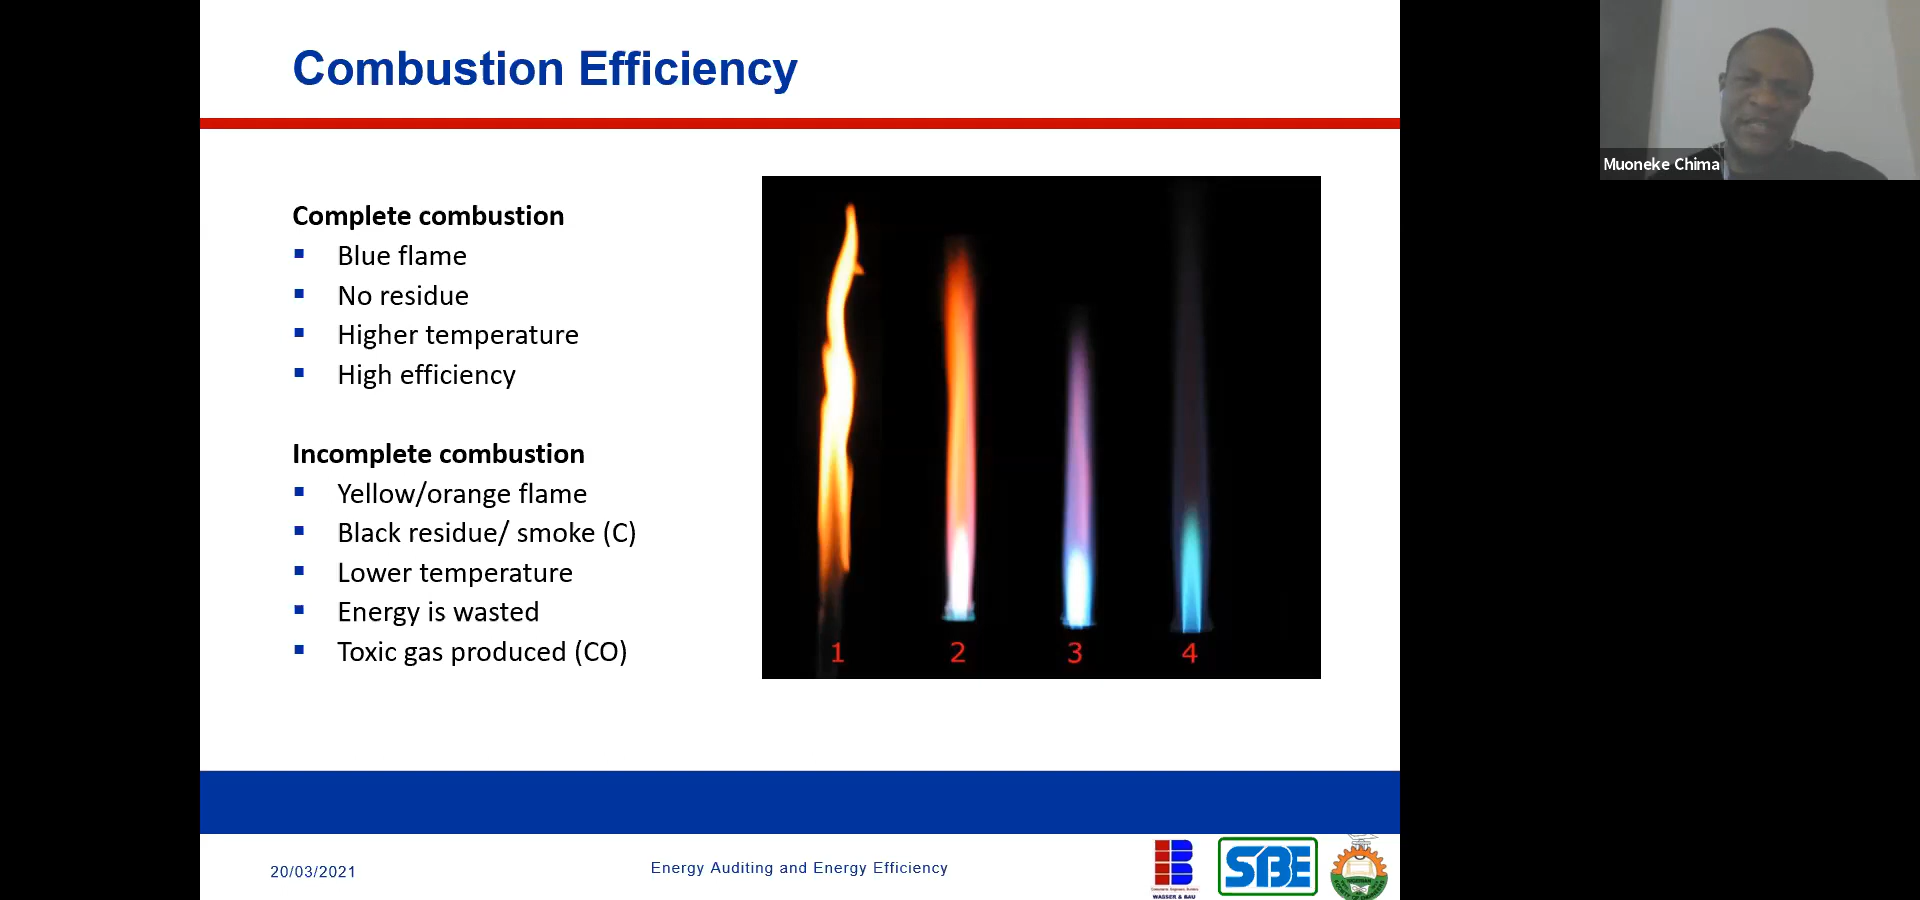 Combustion Efficiency
Muoneke Chima
Complete combustion
Blue flame
No residue
Higher temperature
High efficiency
Incomplete combustion
Yellow/orange flame
Black residue/ smoke (C)
Lower temperature
Energy is wasted
Toxic gas produced (CO)
1 2 3 4
20/03/2021
Energy Auditing and Energy Efficiency
SBE
WASSER & BAU